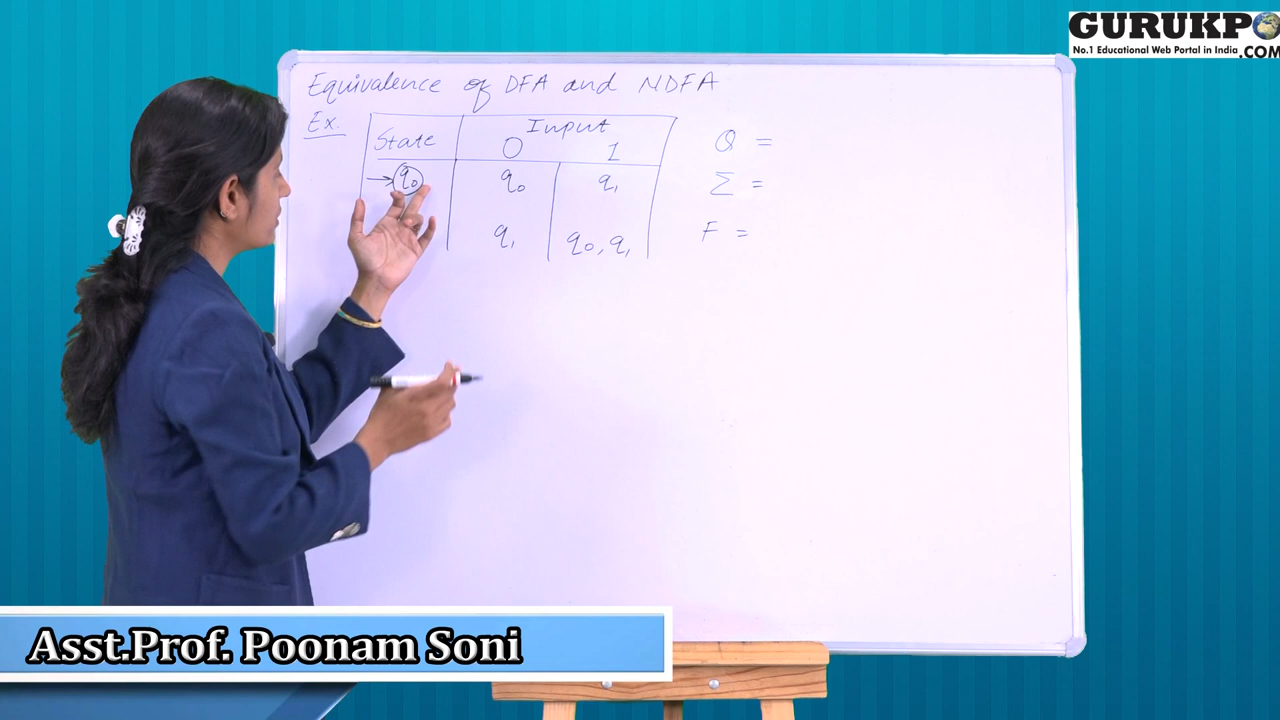 GURUKPO
No.1 Educational Web Portal in India
.COM
Equivalence of DFA and NDFA
Ex.
Input
State 0 1
→ q₀ q₀ q₁
q₁ q₀, q₁
Q =
Σ =
F =
Asst.Prof. Poonam Soni